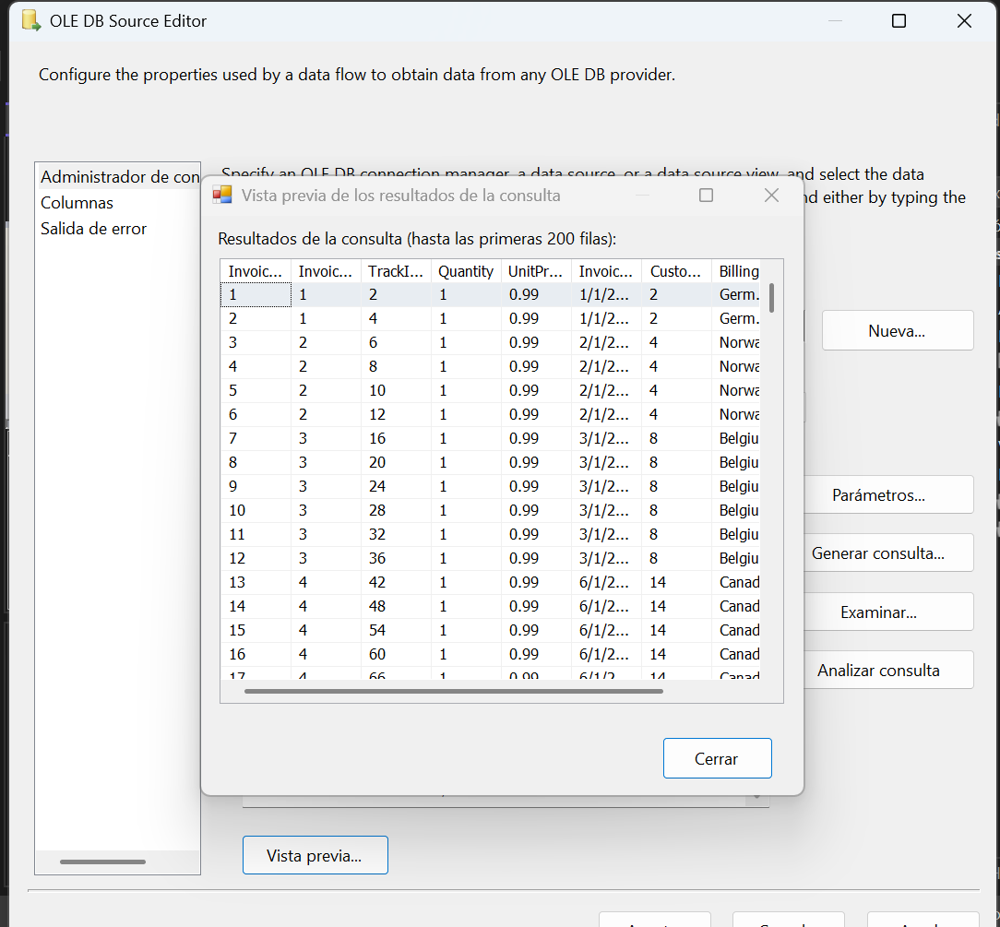 OLE DB Source Editor
Configure the properties used by a data flow to obtain data from any OLE DB provider.
Administrador de con
Columnas
Salida de error
Specify an OLE DB connection manager, a data source, or a data source view, and select the data
nd either by typing the
Vista previa de los resultados de la consulta
Resultados de la consulta (hasta las primeras 200 filas):
Invoic... Invoic... TrackI... Quantity UnitPr... Invoic... Custo... Billing
1 1 2 1 0.99 1/1/2... 2 Germ.
2 1 4 1 0.99 1/1/2... 2 Germ.
3 2 6 1 0.99 2/1/2... 4 Norwa
4 2 8 1 0.99 2/1/2... 4 Norwa
5 2 10 1 0.99 2/1/2... 4 Norwa
6 2 12 1 0.99 2/1/2... 4 Norwa
7 3 16 1 0.99 3/1/2... 8 Belgiu
8 3 20 1 0.99 3/1/2... 8 Belgiu
9 3 24 1 0.99 3/1/2... 8 Belgiu
10 3 28 1 0.99 3/1/2... 8 Belgiu
11 3 32 1 0.99 3/1/2... 8 Belgiu
12 3 36 1 0.99 3/1/2... 8 Belgiu
13 4 42 1 0.99 6/1/2... 14 Canad
14 4 48 1 0.99 6/1/2... 14 Canad
15 4 54 1 0.99 6/1/2... 14 Canad
16 4 60 1 0.99 6/1/2... 14 Canad
17 4 66 1 0.99 6/1/2... 14 Canad
Cerrar
Nueva...
Parámetros...
Generar consulta...
Examinar...
Analizar consulta
Vista previa...